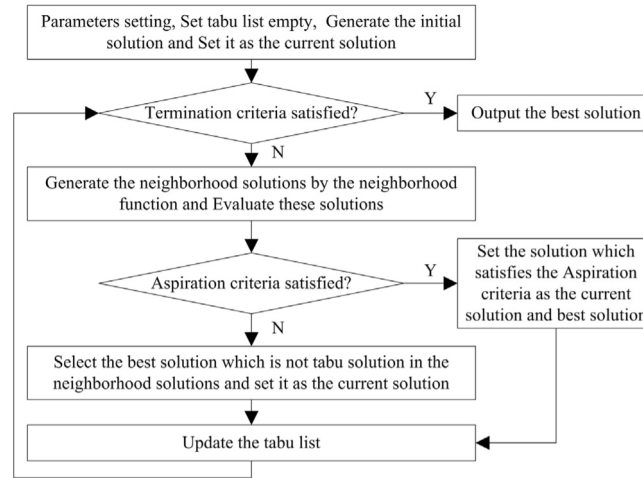 Parameters setting, Set tabu list empty, Generate the initial
solution and Set it as the current solution
Termination criteria satisfied?
Y
Output the best solution
N
Generate the neighborhood solutions by the neighborhood
function and Evaluate these solutions
Aspiration criteria satisfied?
Y
Set the solution which
satisfies the Aspiration
criteria as the current
solution and best solution
N
Select the best solution which is not tabu solution in the
neighborhood solutions and set it as the current solution
Update the tabu list